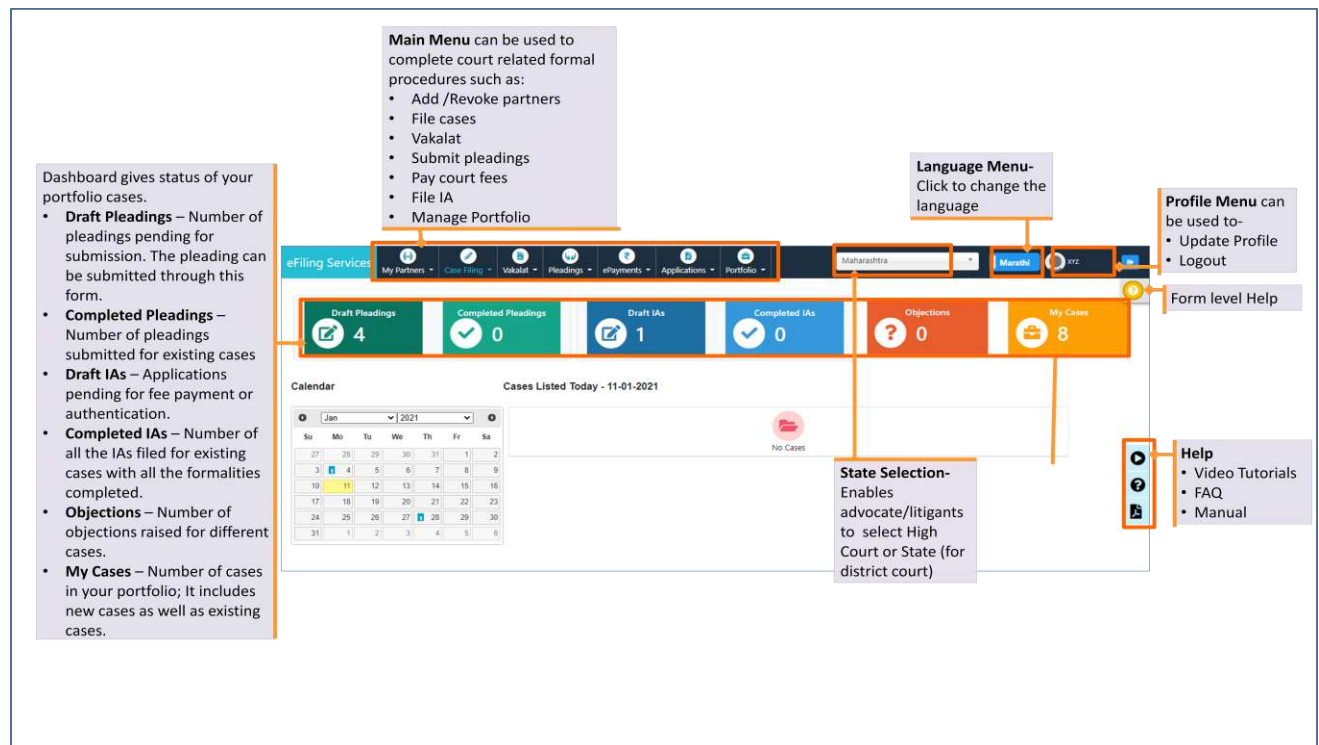 Main Menu can be used to
complete court related formal
procedures such as:
• Add /Revoke partners
• File cases
• Vakalat
• Submit pleadings
• Pay court fees
• File IA
• Manage Portfolio
Dashboard gives status of your
portfolio cases.
• Draft Pleadings – Number of
pleadings pending for
submission. The pleading can
be submitted through this
form.
• Completed Pleadings –
Number of pleadings
submitted for existing cases
• Draft IAs – Applications
pending for fee payment or
authentication.
• Completed IAs – Number of
all the IAs filed for existing
cases with all the formalities
completed.
• Objections – Number of
objections raised for different
cases.
• My Cases – Number of cases
in your portfolio; It includes
new cases as well as existing
cases.
Language Menu-
Click to change the
language
Profile Menu can
be used to-
• Update Profile
• Logout
Form level Help
eFiling Services My Partners Case Filing Vakalat Pleadings ePayments Applications Portfolio Maharashtra Marathi XYZ
Draft Pleadings
4
Completed Pleadings
0
Draft IAs
1
Completed IAs
0
Objections
0
My Cases
8
Calendar
Cases Listed Today - 11-01-2021
Jan 2021
Su Mo Tu We Th Fr Sa
27 28 29 30 31 1 2
3 4 5 6 7 8 9
10 11 12 13 14 15 16
17 18 19 20 21 22 23
24 25 26 27 28 29 30
31 1 2 3 4 5 6
No Cases
State Selection-
Enables
advocate/litigants
to select High
Court or State (for
district court)
Help
• Video Tutorials
• FAQ
• Manual